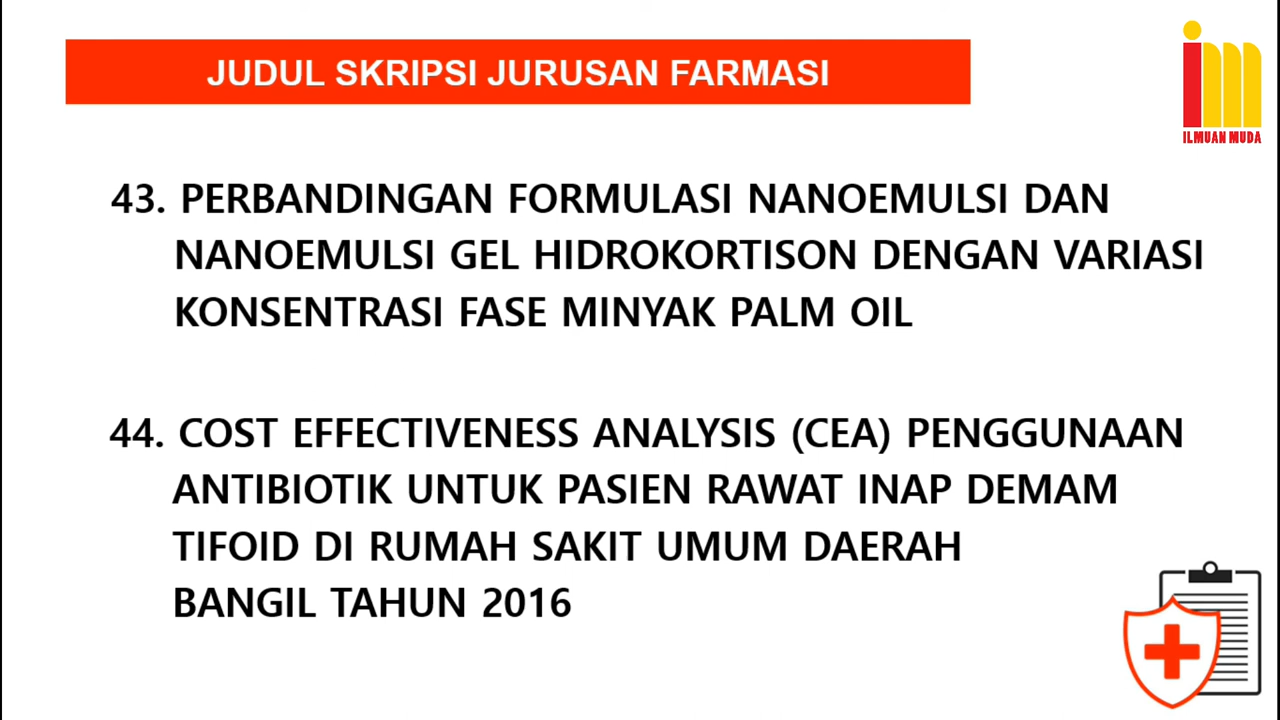 JUDUL SKRIPSI JURUSAN FARMASI
ILMUAN MUDA
43. PERBANDINGAN FORMULASI NANOEMULSI DAN
NANOEMULSI GEL HIDROKORTISON DENGAN VARIASI
KONSENTRASI FASE MINYAK PALM OIL
44. COST EFFECTIVENESS ANALYSIS (CEA) PENGGUNAAN
ANTIBIOTIK UNTUK PASIEN RAWAT INAP DEMAM
TIFOID DI RUMAH SAKIT UMUM DAERAH
BANGIL TAHUN 2016